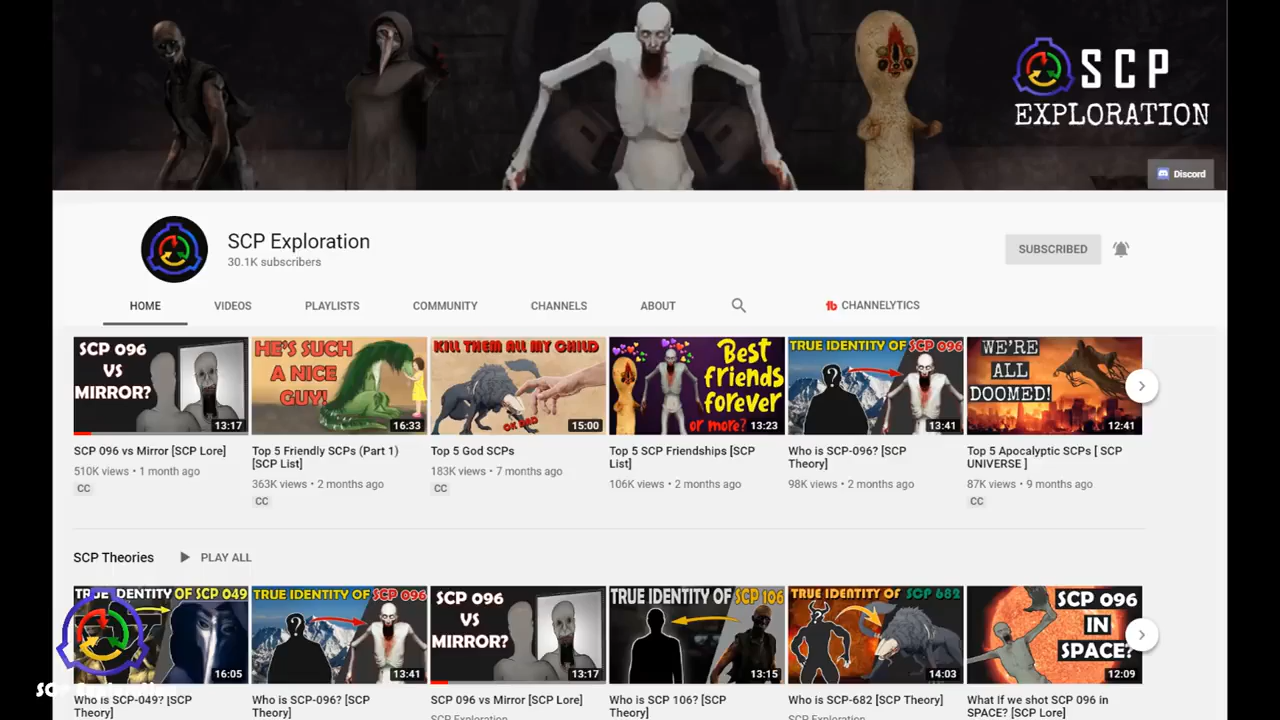 SCP
EXPLORATION
Discord
SCP Exploration
30.1K subscribers
SUBSCRIBED
HOME
VIDEOS
PLAYLISTS
COMMUNITY
CHANNELS
ABOUT
CHANNELYTICS
SCP 096
VS
MIRROR?
13:17
HE'S SUCH
A NICE
GUY!
16:33
KILL THEM ALL MY CHILD
OK DAD
15:00
Best
friends
forever
or more?
13:23
TRUE IDENTITY OF SCP 096
?
13:41
WE'RE
ALL
DOOMED!
12:41
SCP 096 vs Mirror [SCP Lore]
510K views • 1 month ago
CC
Top 5 Friendly SCPs (Part 1)
[SCP List]
363K views • 2 months ago
CC
Top 5 God SCPs
183K views • 7 months ago
CC
Top 5 SCP Friendships [SCP
List]
106K views • 2 months ago
Who is SCP-096? [SCP
Theory]
98K views • 2 months ago
Top 5 Apocalyptic SCPs [ SCP
UNIVERSE ]
87K views • 9 months ago
CC
SCP Theories
PLAY ALL
TRUE IDENTITY OF SCP 049
16:05
TRUE IDENTITY OF SCP 096
?
13:41
SCP 096
VS
MIRROR?
13:17
TRUE IDENTITY OF SCP 106
13:15
TRUE IDENTITY OF SCP 682
14:03
SCP 096
IN
SPACE?
12:09
SCP
Who is SCP-049? [SCP
Theory]
Who is SCP-096? [SCP
Theory]
SCP 096 vs Mirror [SCP Lore]
SCP Exploration
Who is SCP 106? [SCP
Theory]
Who is SCP-682 [SCP Theory]
SCP Exploration
What If we shot SCP 096 in
SPACE? [SCP Lore]